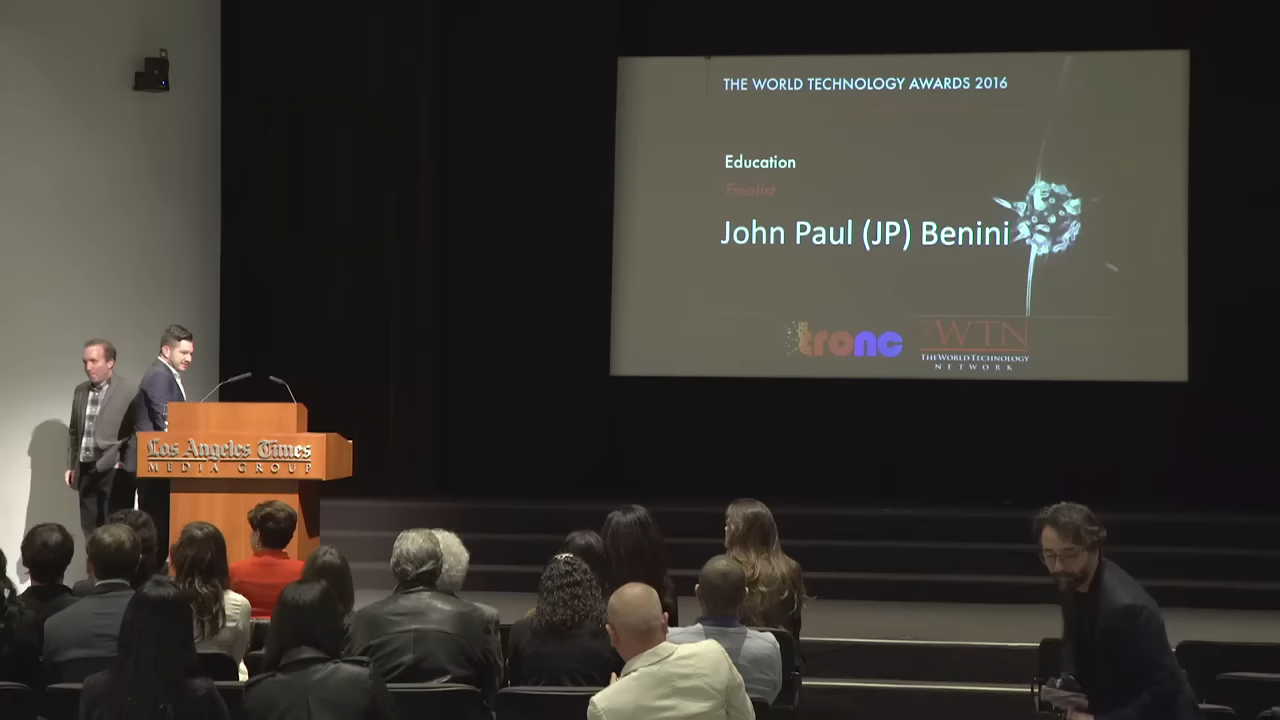 THE WORLD TECHNOLOGY AWARDS 2016
Education
Finalist
John Paul (JP) Benini
tronc
WTN
THE WORLD TECHNOLOGY
NETWORK
Los Angeles Times
MEDIA GROUP